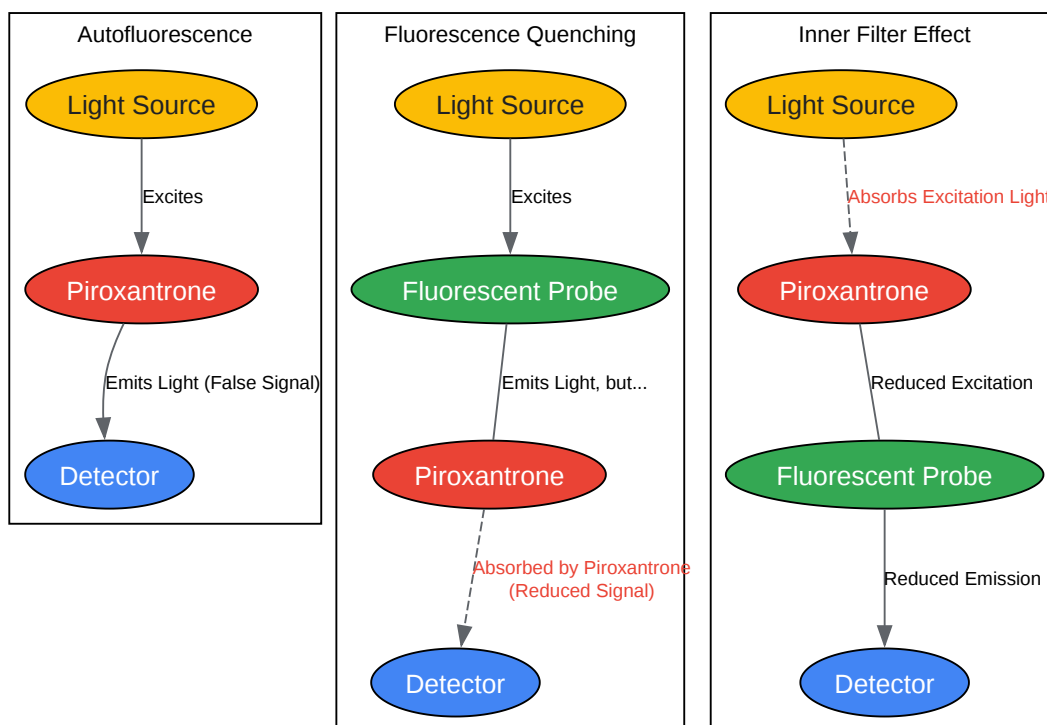 Autofluorescence
Light Source
Excites
Piroxantrone
Emits Light (False Signal)
Detector
Fluorescence Quenching
Light Source
Excites
Fluorescent Probe
Emits Light, but...
Piroxantrone
Absorbed by Piroxantrone
(Reduced Signal)
Detector
Inner Filter Effect
Light Source
Absorbs Excitation Light
Piroxantrone
Reduced Excitation
Fluorescent Probe
Reduced Emission
Detector